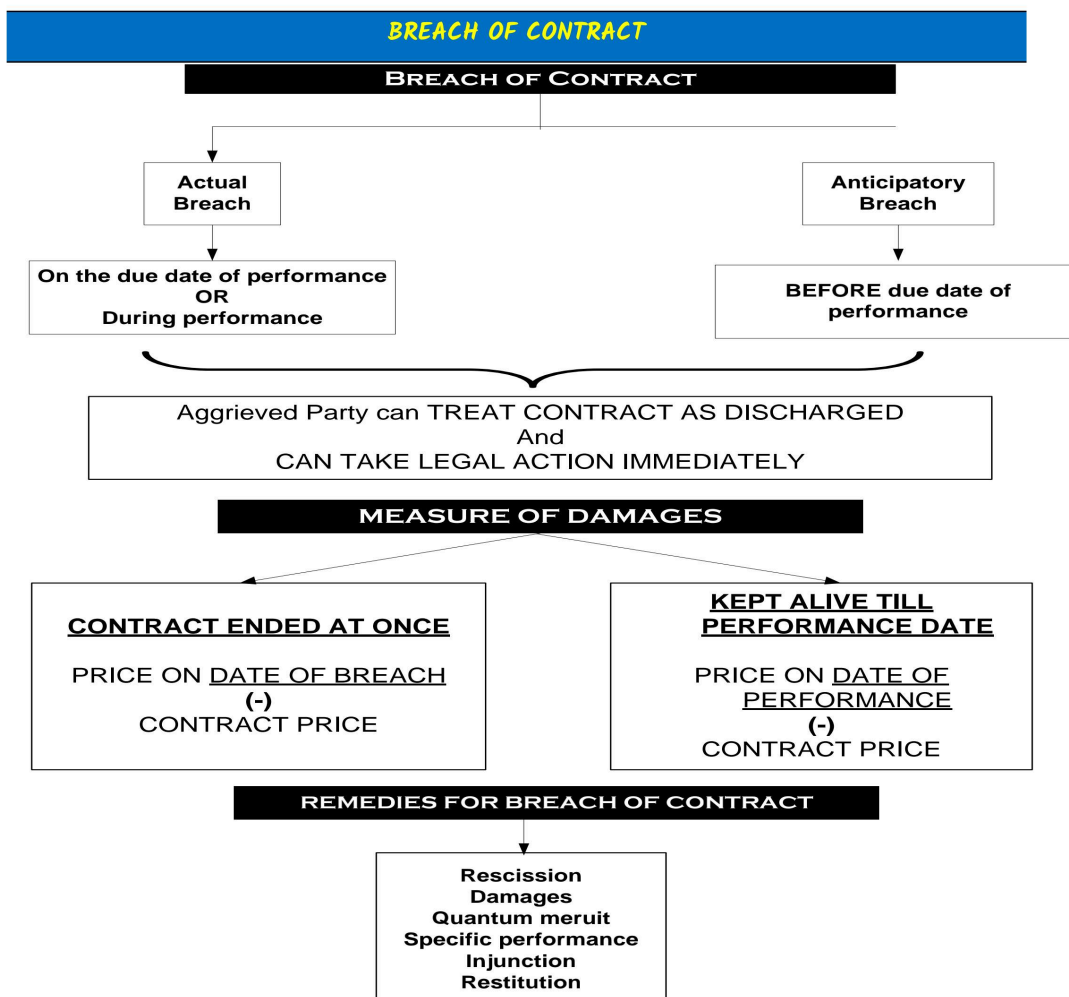 BREACH OF CONTRACT
BREACH OF CONTRACT
Actual
Breach
Anticipatory
Breach
On the due date of performance
OR
During performance
BEFORE due date of
performance
Aggrieved Party can TREAT CONTRACT AS DISCHARGED
And
CAN TAKE LEGAL ACTION IMMEDIATELY
MEASURE OF DAMAGES
CONTRACT ENDED AT ONCE
PRICE ON DATE OF BREACH
(-)
CONTRACT PRICE
KEPT ALIVE TILL
PERFORMANCE DATE
PRICE ON DATE OF
PERFORMANCE
(-)
CONTRACT PRICE
REMEDIES FOR BREACH OF CONTRACT
Rescission
Damages
Quantum meruit
Specific performance
Injunction
Restitution